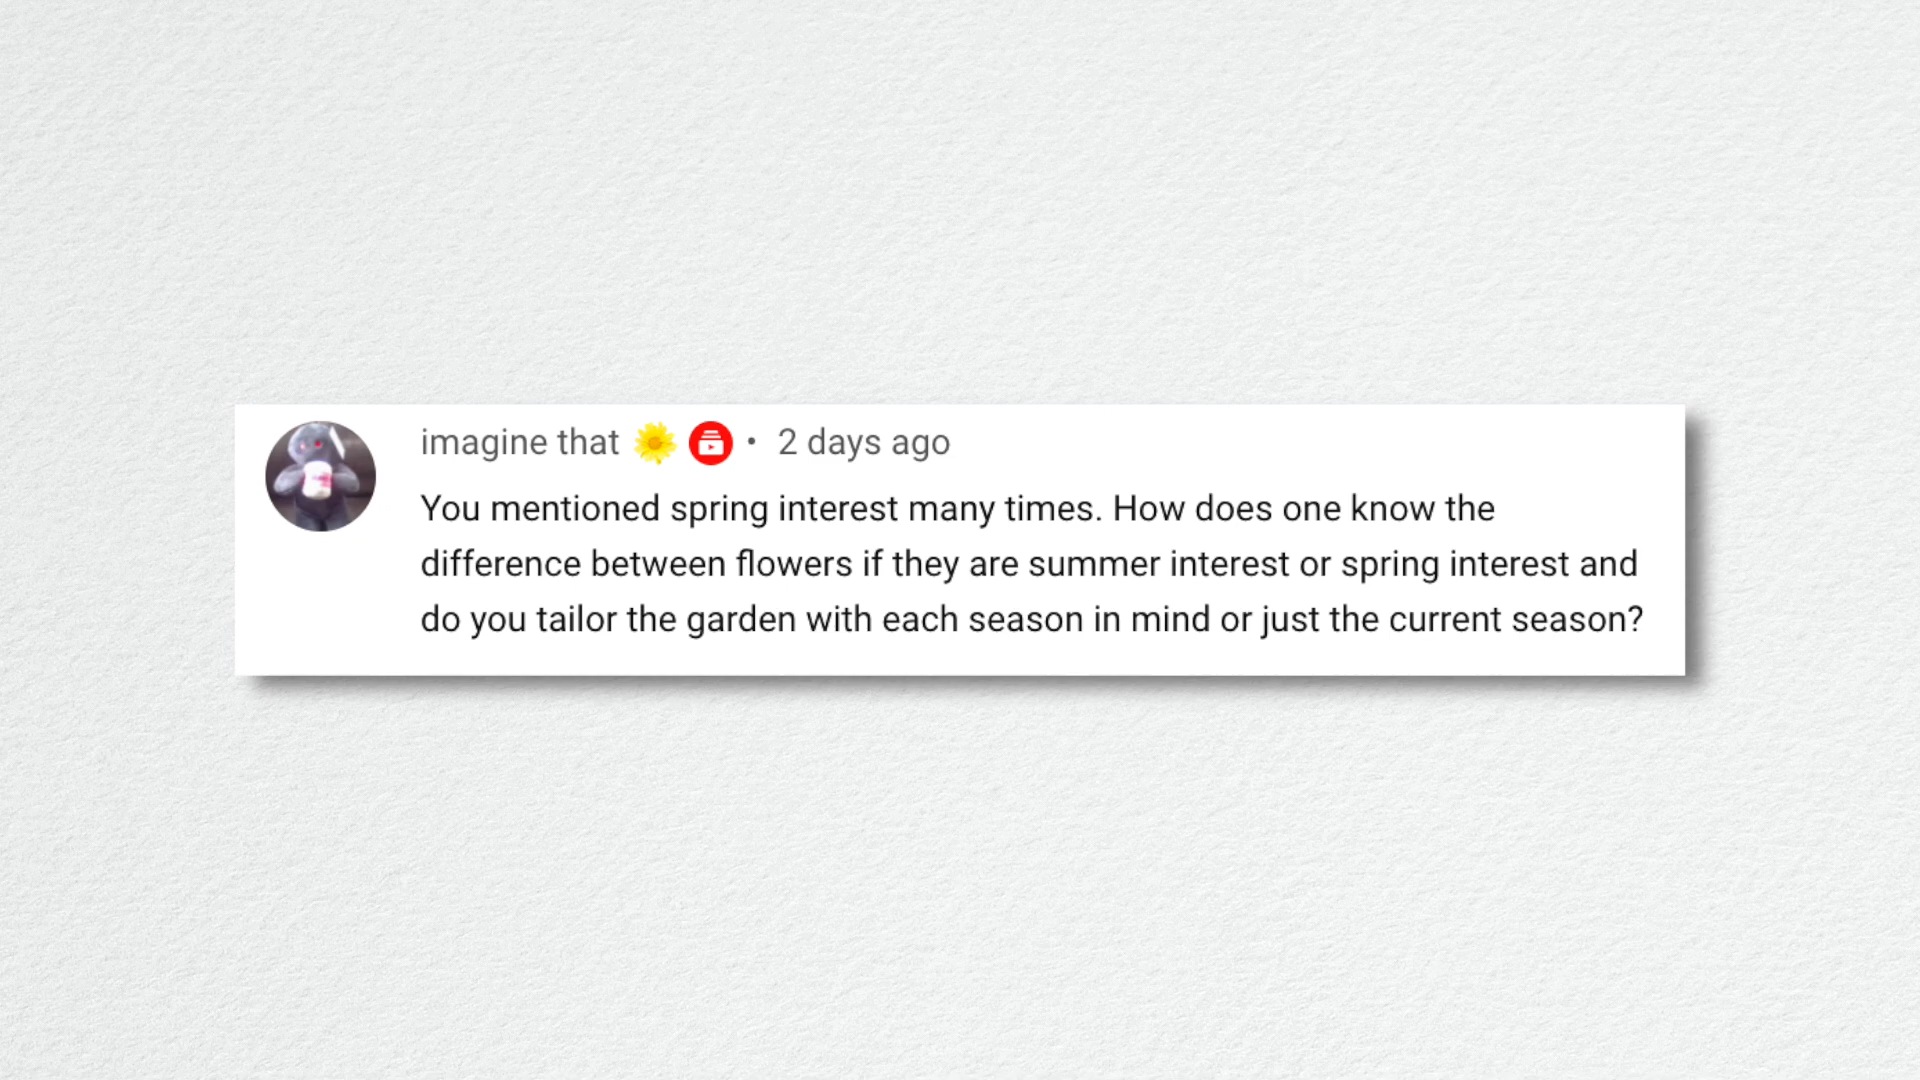 imagine that • 2 days ago
You mentioned spring interest many times. How does one know the
difference between flowers if they are summer interest or spring interest and
do you tailor the garden with each season in mind or just the current season?